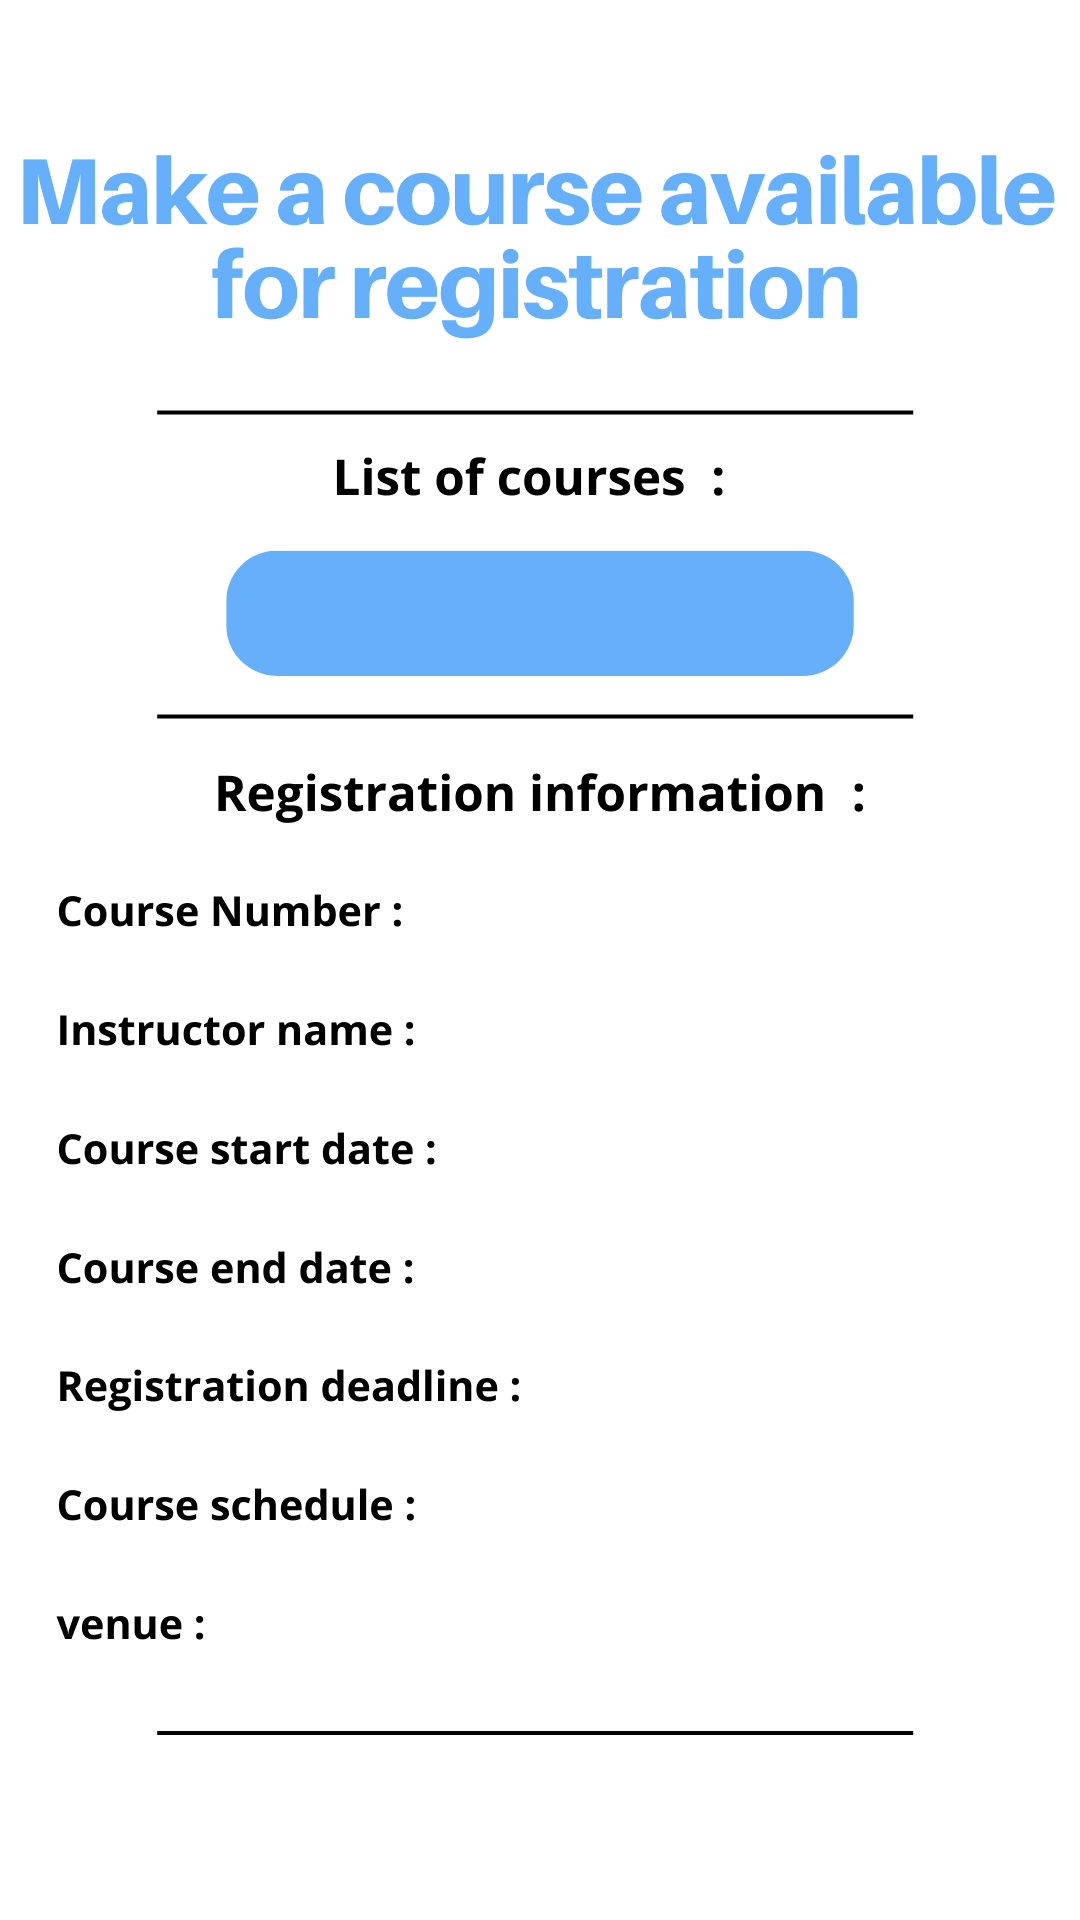 Make a course available
for registration
List of courses  :
Registration information  :
Course Number :
Instructor name :
Course start date :
Course end date :
Registration deadline :
Course schedule :
venue :